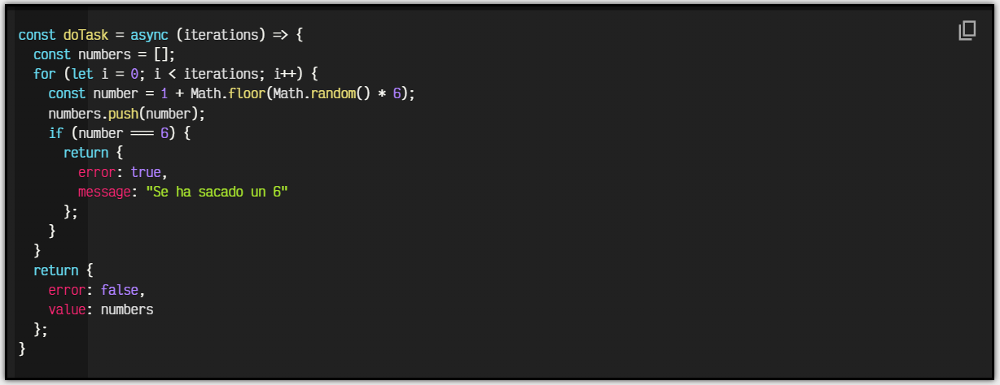 const doTask = async (iterations) => {
  const numbers = [];
  for (let i = 0; i < iterations; i++) {
    const number = 1 + Math.floor(Math.random() * 6);
    numbers.push(number);
    if (number === 6) {
      return {
        error: true,
        message: "Se ha sacado un 6"
      };
    }
  }
  return {
    error: false,
    value: numbers
  };
}